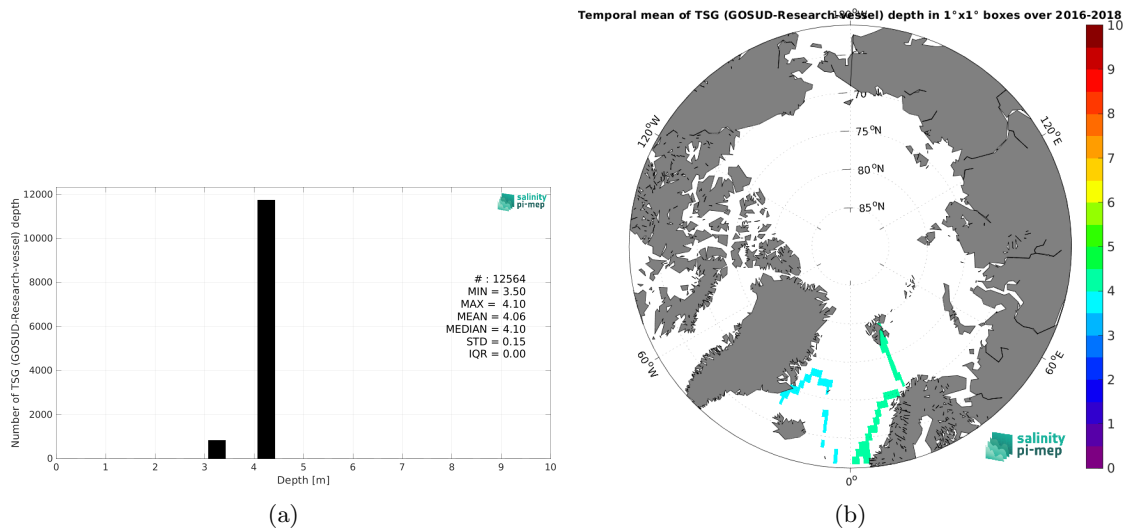 Temporal mean of TSG (GOSUD-Research-vessel) depth in 1°x1° boxes over 2016-2018
12000
10000
8000
6000
4000
2000
0
Number of TSG (GOSUD-Research-vessel) depth
salinity
pi-mep
# : 12564
MIN = 3.50
MAX = 4.10
MEAN = 4.06
MEDIAN = 4.10
STD = 0.15
IQR = 0.00
0 1 2 3 4 5 6 7 8 9 10
Depth [m]
(a)
180°W
120°W
120°E
70
75°N
80°N
85°N
60°W
60°E
0°
salinity
pi-mep
10
9
8
7
6
5
4
3
2
1
0
(b)